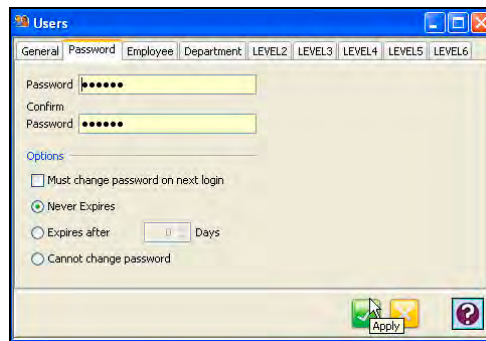 Users
General Password Employee Department LEVEL2 LEVEL3 LEVEL4 LEVEL5 LEVEL6
Password ••••••
Confirm
Password ••••••
Options
Must change password on next login
Never Expires
Expires after 0 Days
Cannot change password
?
Apply